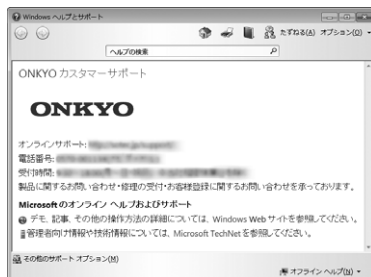 Windows ヘルプとサポート
たずねる(A) オプション(O)
ヘルプの検索
ONKYO カスタマーサポート
ONKYO
オンラインサポート:
電話番号:
受付時間:
製品に関するお問い合わせ・修理の受付・お客様登録に関するお問い合わせを承っております。
Microsoft のオンライン ヘルプおよびサポート
デモ、記事、その他の操作方法の詳細については、Windows Web サイトを参照してください。
管理者向け情報や技術情報については、Microsoft TechNet を参照してください。
その他のサポート オプション(M)
オフライン ヘルプ(N)